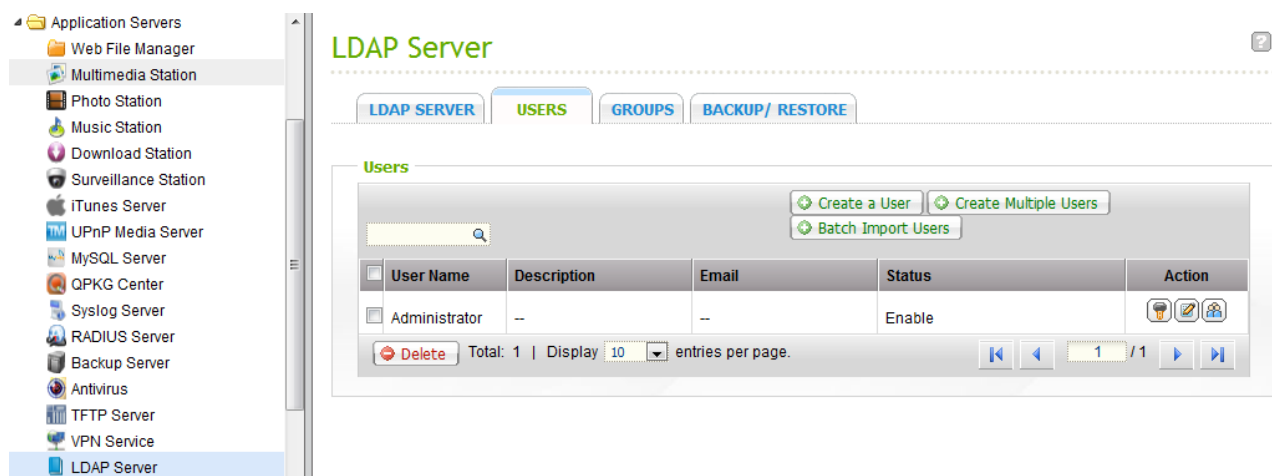 Application Servers
Web File Manager
Multimedia Station
Photo Station
Music Station
Download Station
Surveillance Station
iTunes Server
UPnP Media Server
MySQL Server
QPKG Center
Syslog Server
RADIUS Server
Backup Server
Antivirus
TFTP Server
VPN Service
LDAP Server
LDAP Server
?
LDAP SERVER USERS GROUPS BACKUP/ RESTORE
Users
Create a User Create Multiple Users
Batch Import Users
User Name Description Email Status Action
Administrator -- -- Enable
Delete Total: 1 | Display 10 entries per page. 1 / 1